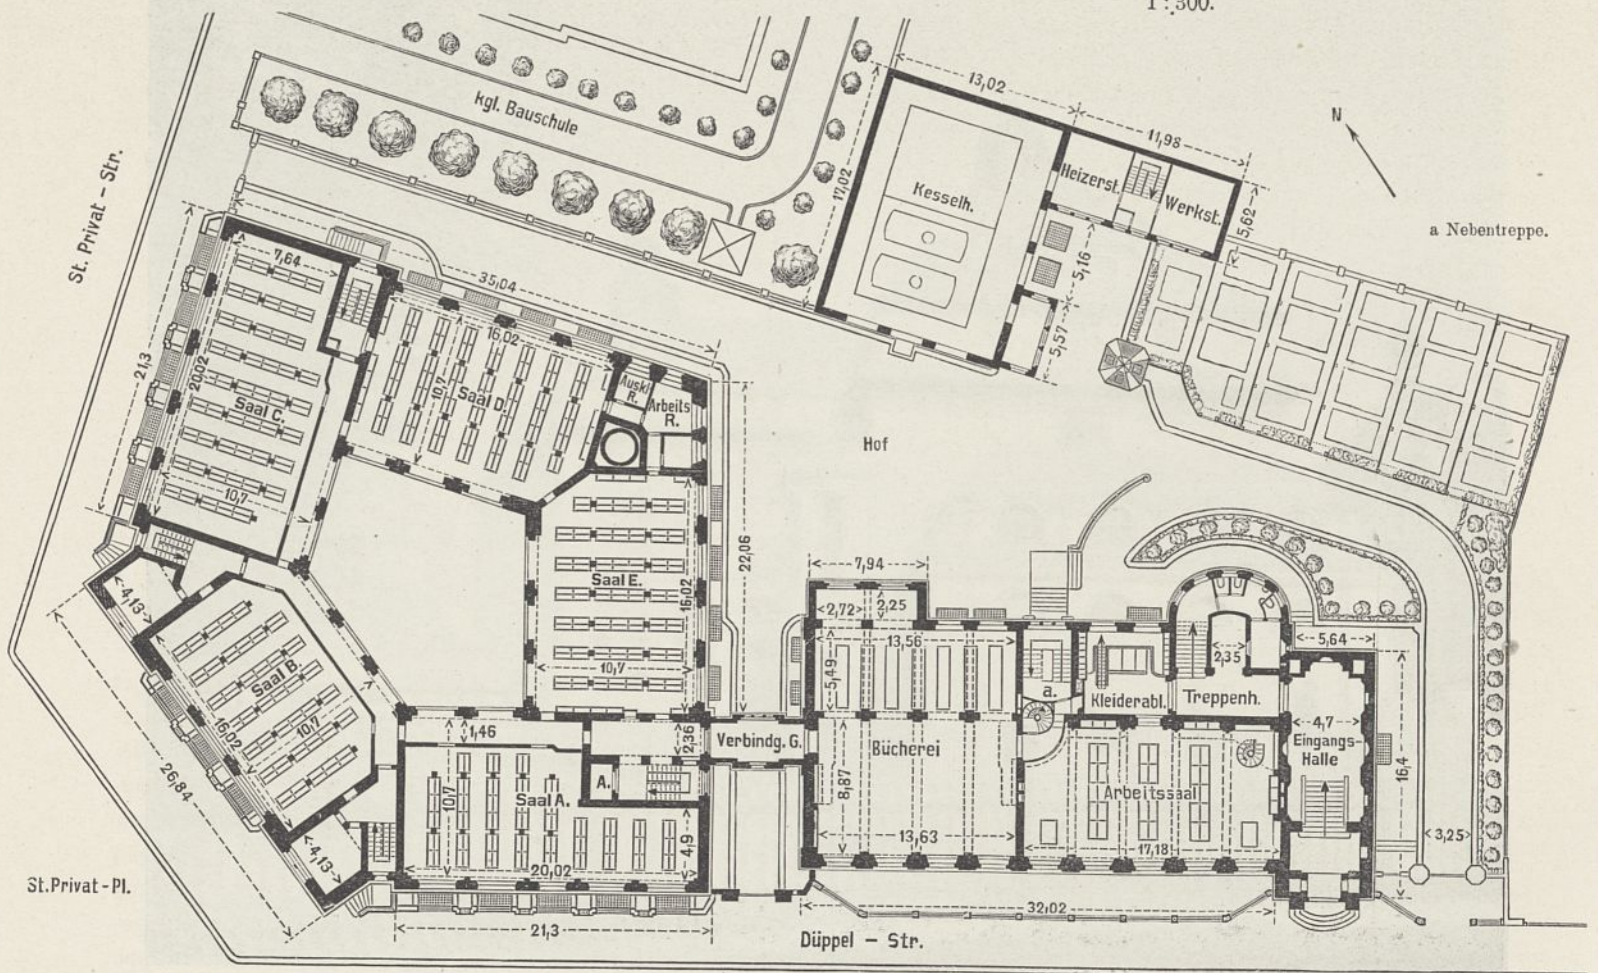 1 : 500.
kgl. Bauschule
13,02
11,98
N
St. Privat - Str.
17,02
Kesselh.
Heizerst.
Werkst.
5,62
a Nebentreppe.
5,16
5,57
7,64
35,04
16,02
21,3
20,02
Saal C.
10,7
10,7
Saal D.
Ausk.
R.
Arbeits
R.
Hof
22,06
Saal E.
16,02
10,7
4,13
Saal B.
10,7
16,02
26,84
4,13
7,94
2,72
2,25
13,56
5,49
2,35
5,64
a.
Kleiderabl.
Treppenh.
4,7
Eingangs-
Halle
16,4
1,46
2,36
Verbindg. G.
Bücherei
8,87
13,63
Arbeitssaal
17,18
3,25
10,7
Saal A.
A.
4,9
20,02
St. Privat - Pl.
32,02
21,3
Düppel - Str.